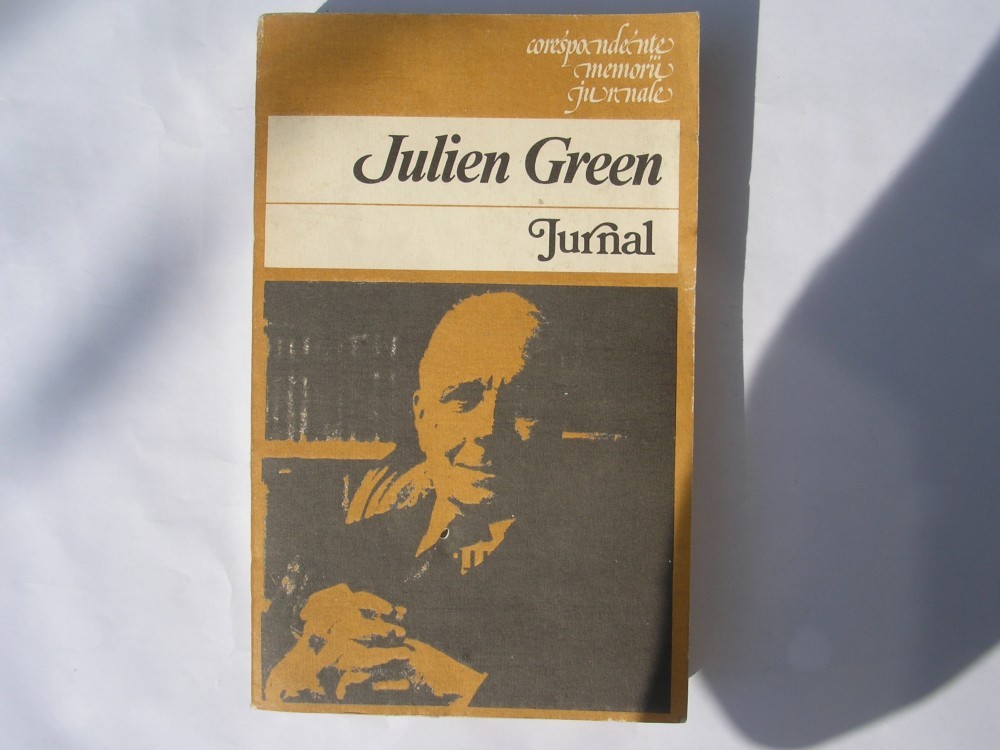 corespondențe
memorii
jurnale
Julien Green
Jurnal